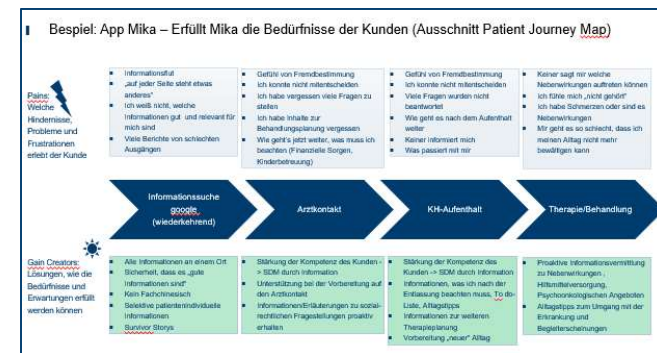 Bespiel: App Mika – Erfüllt Mika die Bedürfnisse der Kunden (Ausschnitt Patient Journey Map)
Pains:
Welche
Hindernisse,
Probleme und
Frustrationen
erlebt der Kunde
Informationsflut
„auf jeder Seite steht etwas
anderes“
Ich weiß nicht, welche
Informationen gut und relevant für
mich sind
Viele Berichte von schlechten
Ausgängen
Gefühl von Fremdbestimmung
Ich konnte nicht mitentscheiden
Ich habe vergessen viele Fragen zu
stellen
Ich habe Inhalte zur
Behandlungsplanung vergessen
Wie geht's jetzt weiter, was muss ich
beachten (Finanzielle Sorgen,
Kinderbetreuung)
Gefühl von Fremdbestimmung
Ich konnte nicht mitentscheiden
Viele Fragen wurden nicht
beantwortet
Wie geht es nach dem Aufenthalt
weiter
Keiner informiert mich
Was passiert mit mir
Keiner sagt mir welche
Nebenwirkungen auftreten können
Ich fühle mich „nicht gehört“
Ich habe Schmerzen oder sind es
Nebenwirkungen
Mir geht es so schlecht, dass ich
meinen Alltag nicht mehr
bewältigen kann
Informationssuche
google
(wiederkehrend)
Arztkontakt
KH-Aufenthalt
Therapie/Behandlung
Gain Creators:
Lösungen, wie die
Bedürfnisse und
Erwartungen erfüllt
werden können
Alle Informationen an einem Ort
Sicherheit, dass es „gute
Informationen sind“
Kein Fachchinesisch
Selektive patientenindividuelle
Informationen
Survivor Storys
Stärkung der Kompetenz des Kunden -
> SDM durch Information
Unterstützung bei der Vorbereitung auf
den Arztkontakt
Informationen/Erläuterungen zu sozial-
rechtlichen Fragestellungen proaktiv
erhalten
Stärkung der Kompetenz des
Kunden -> SDM durch Information
Informationen, was ich nach der
Entlassung beachten muss, To do-
Liste, Alltagstipps
Informationen zur weiteren
Therapieplanung
Vorbereitung „neuer“ Alltag
Proaktive Informationsvermittlung
zu Nebenwirkungen,
Hilfsmittelversorgung,
Psychoonkologischen Angeboten
Alltagstipps zum Umgang mit der
Erkrankung und
Begleiterscheinungen